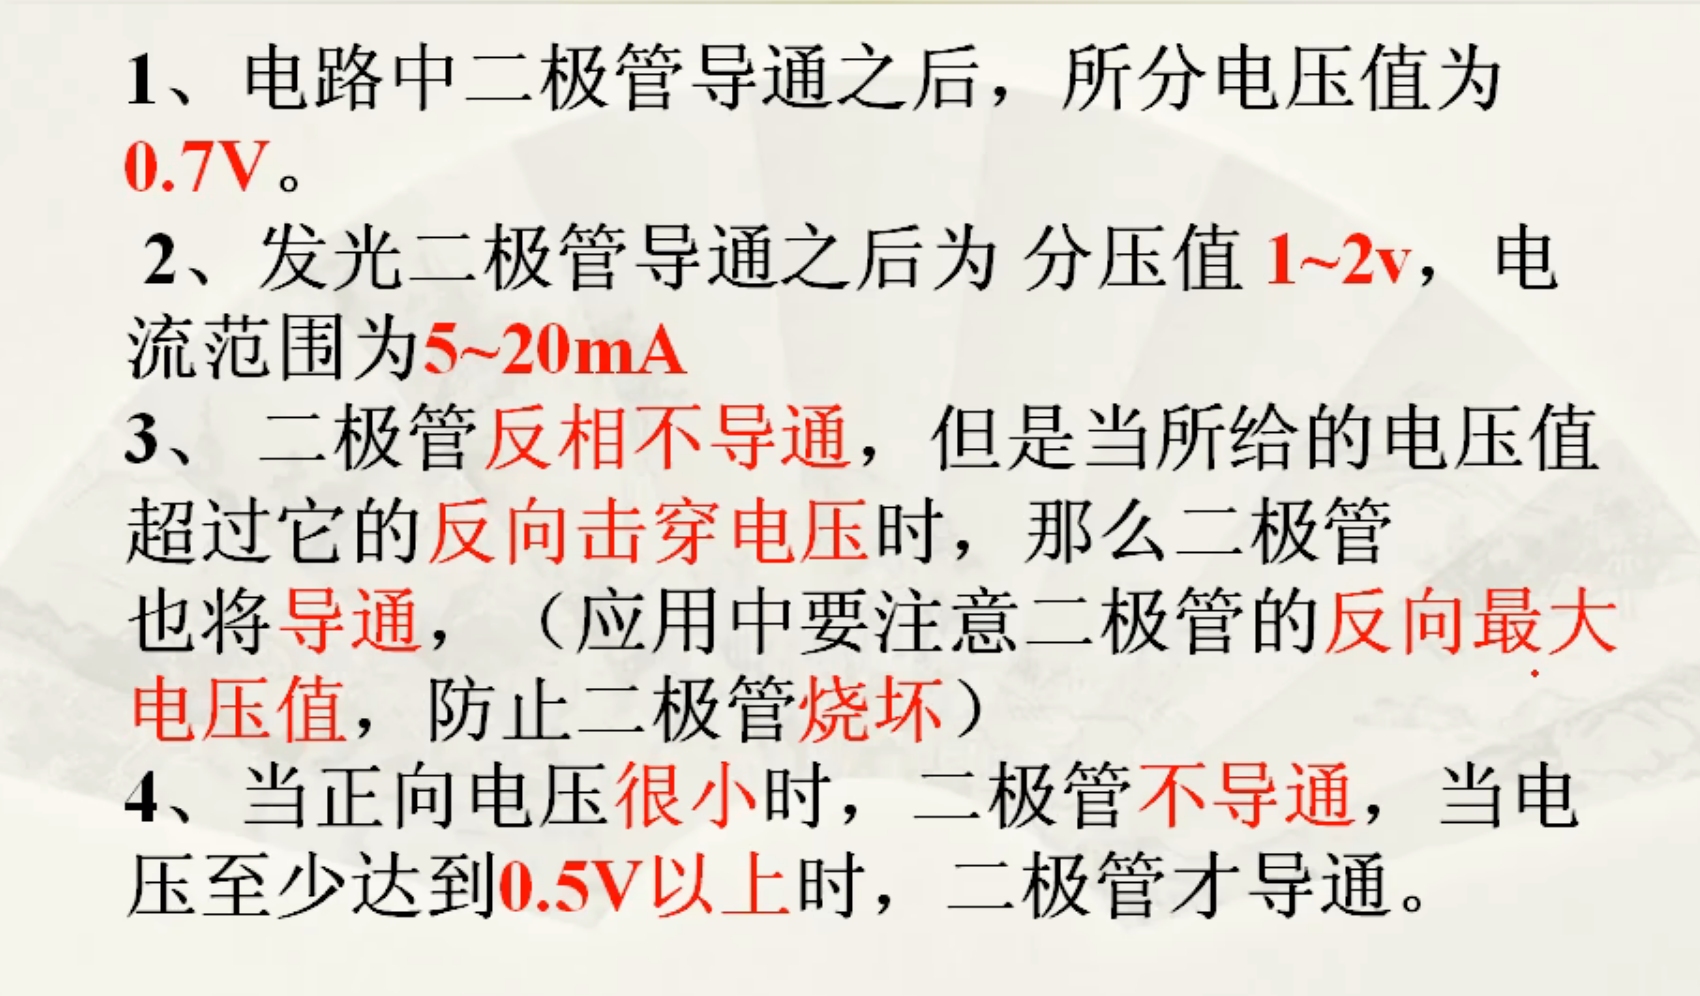 1、电路中二极管导通之后，所分电压值为
0.7V。
2、发光二极管导通之后为 分压值 1~2v，电
流范围为5~20mA
3、 二极管反相不导通，但是当所给的电压值
超过它的反向击穿电压时，那么二极管
也将导通，（应用中要注意二极管的反向最大
电压值，防止二极管烧坏）
4、当正向电压很小时，二极管不导通，当电
压至少达到0.5V以上时，二极管才导通。